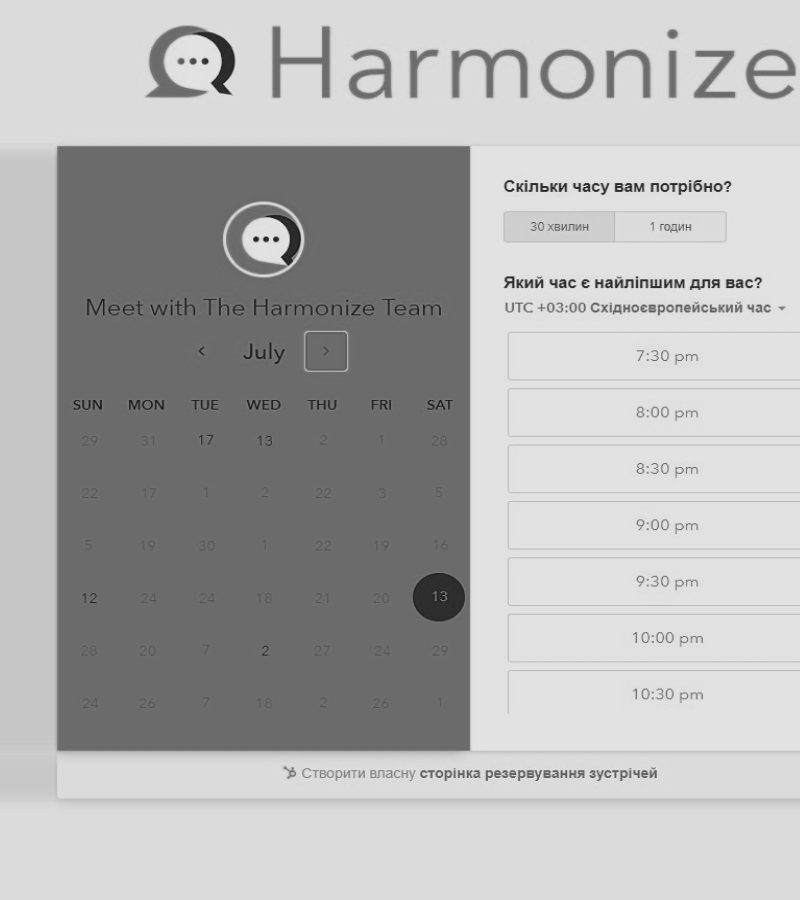 Harmonize
Meet with The Harmonize Team
July
SUN MON TUE WED THU FRI SAT
29 31 17 13 2 1 28
22 17 1 2 22 3 5
5 19 30 1 22 19 16
12 24 24 18 21 20 13
28 20 7 2 27 24 29
24 26 7 18 2 26 1
Скільки часу вам потрібно?
30 хвилин 1 годин
Який час є найліпшим для вас?
UTC +03:00 Східноєвропейський час
7:30 pm
8:00 pm
8:30 pm
9:00 pm
9:30 pm
10:00 pm
10:30 pm
Створити власну сторінка резервування зустрічей